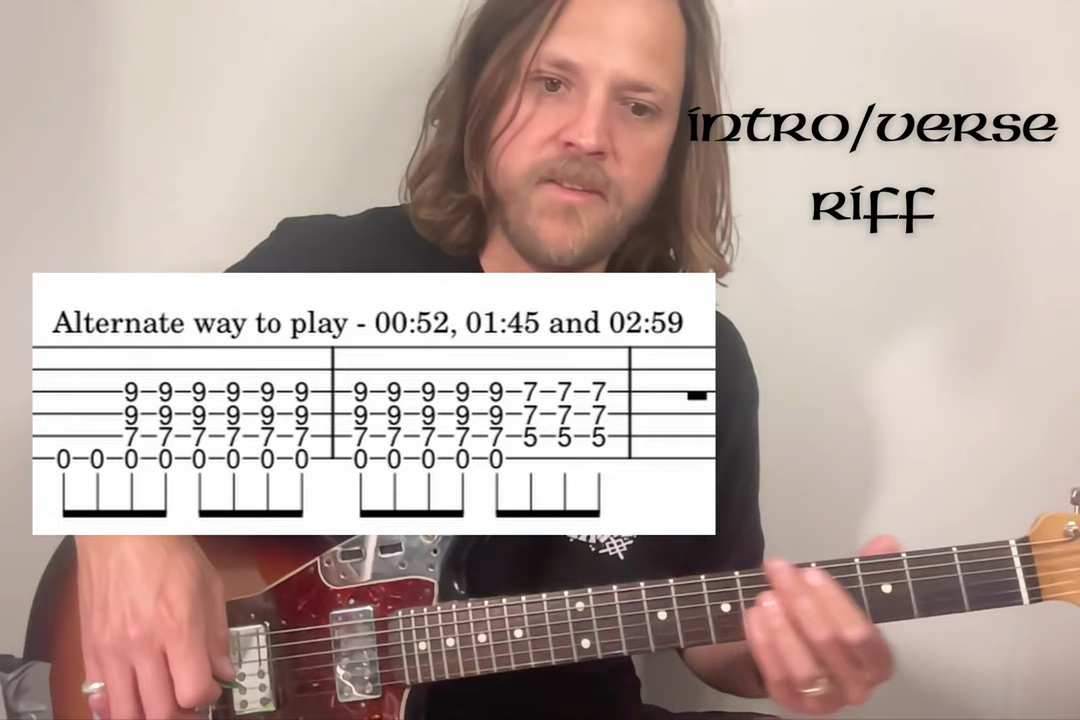 intro/verse
riff
Alternate way to play - 00:52, 01:45 and 02:59
9-9-9-9-9-9 9-9-9-9-9-7-7-7
9-9-9-9-9-9 9-9-9-9-9-7-7-7
7-7-7-7-7-7 7-7-7-7-7-5-5-5
0-0-0-0-0-0-0-0 0-0-0-0-0